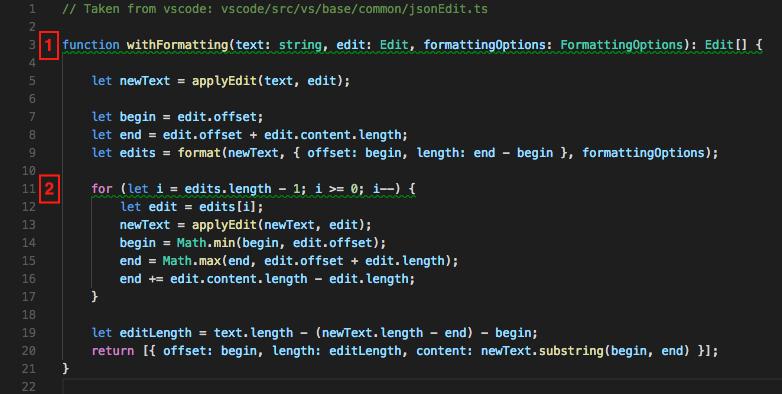 1 // Taken from vscode: vscode/src/vs/base/common/jsonEdit.ts
2
3 1 function withFormatting(text: string, edit: Edit, formattingOptions: FormattingOptions): Edit[] {
4
5 let newText = applyEdit(text, edit);
6
7 let begin = edit.offset;
8 let end = edit.offset + edit.content.length;
9 let edits = format(newText, { offset: begin, length: end - begin }, formattingOptions);
10
11 2 for (let i = edits.length - 1; i >= 0; i--) {
12 let edit = edits[i];
13 newText = applyEdit(newText, edit);
14 begin = Math.min(begin, edit.offset);
15 end = Math.max(end, edit.offset + edit.length);
16 end += edit.content.length - edit.length;
17 }
18
19 let editLength = text.length - (newText.length - end) - begin;
20 return [{ offset: begin, length: editLength, content: newText.substring(begin, end) }];
21 }
22